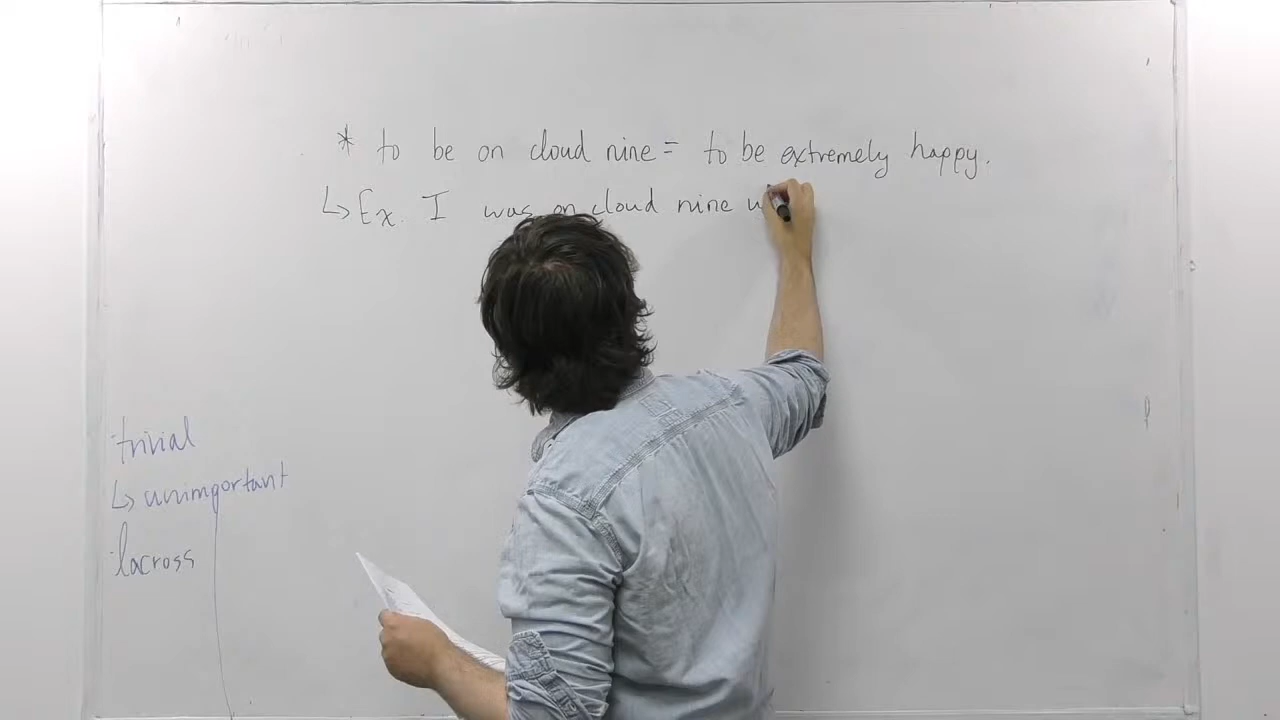 * to be on cloud nine = to be extremely happy.
↳ Ex. I was on cloud nine w
trivial
↳ unimportant
lacross